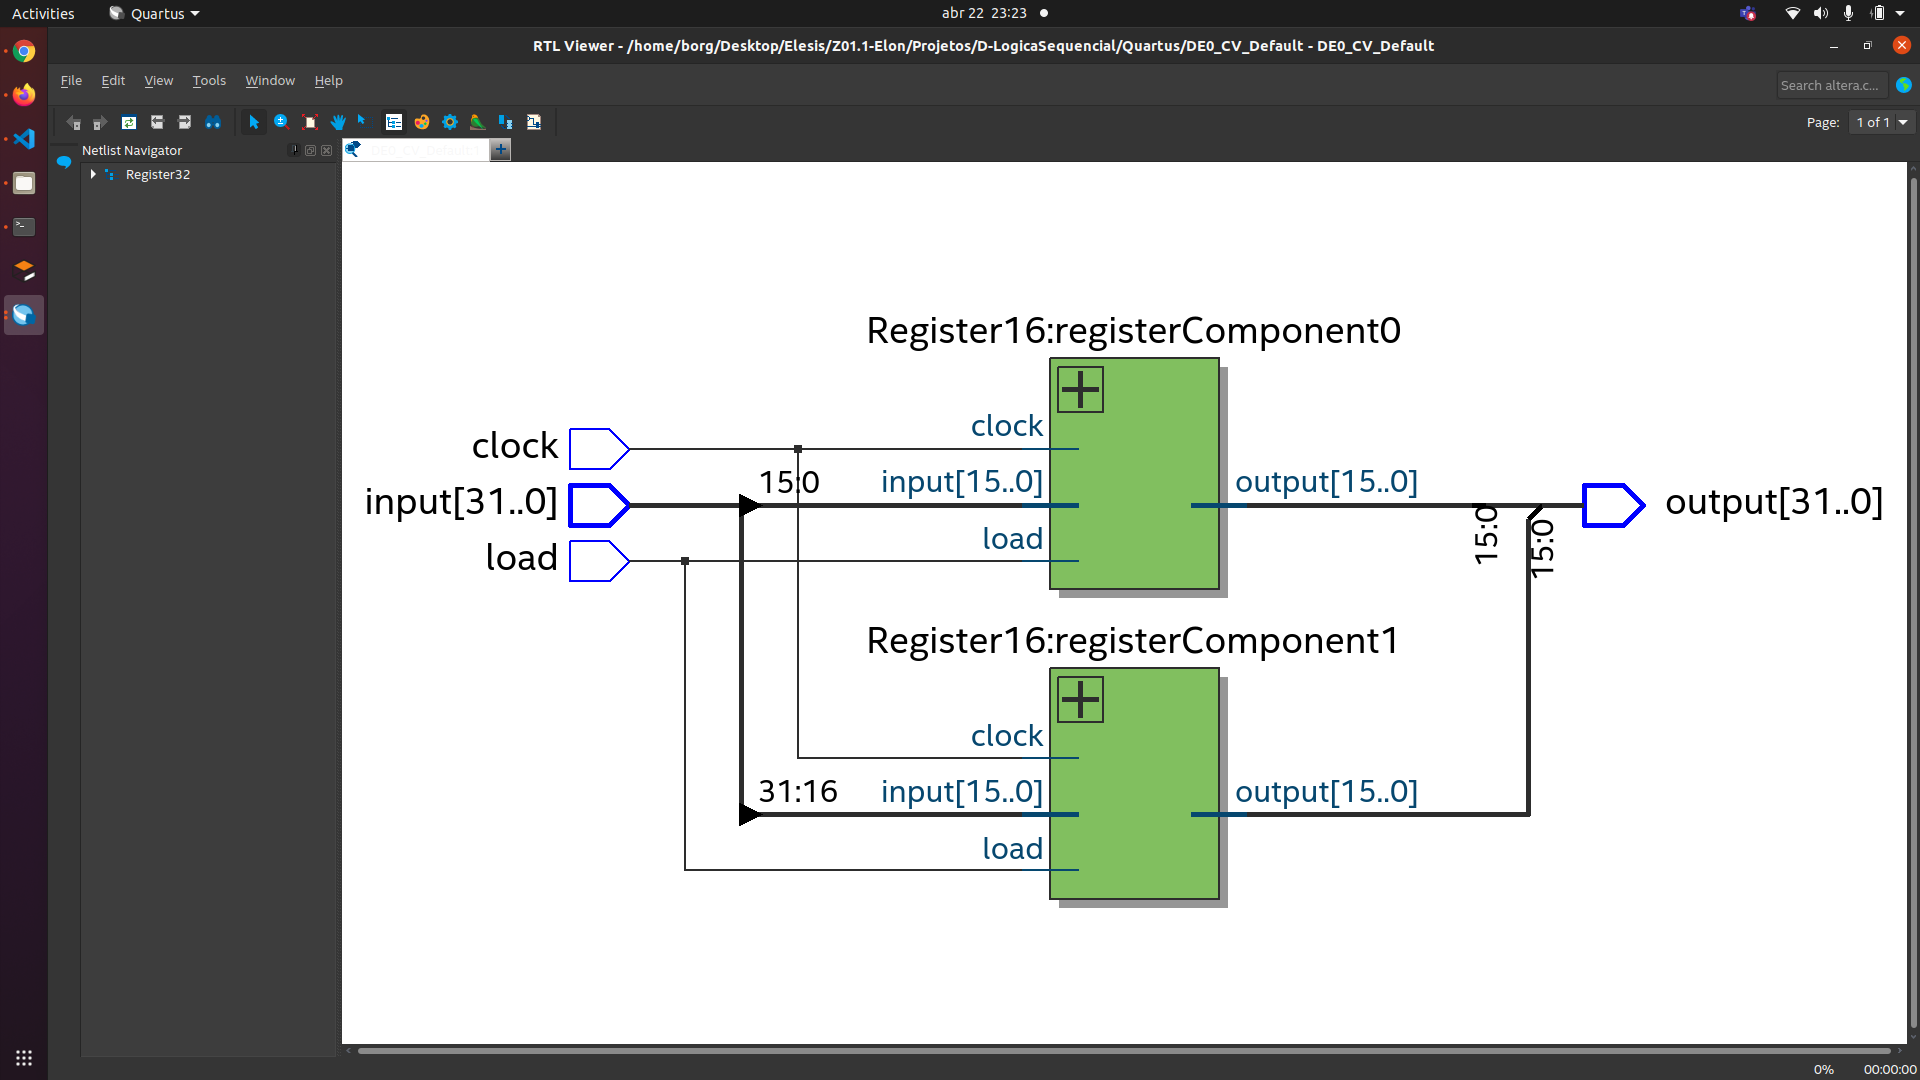 Activities
Quartus
abr 22 23:23
RTL Viewer - /home/borg/Desktop/Elesis/Z01.1-Elon/Projetos/D-LogicaSequencial/Quartus/DE0_CV_Default - DE0_CV_Default
File Edit View Tools Window Help
Search altera.c...
Page: 1 of 1
Netlist Navigator
Register32
Register16:registerComponent0
clock
clock
15:0
input[15..0]
output[15..0]
input[31..0]
output[31..0]
load
load
15:0
15:0
Register16:registerComponent1
clock
31:16
input[15..0]
output[15..0]
load
0%
00:00:00